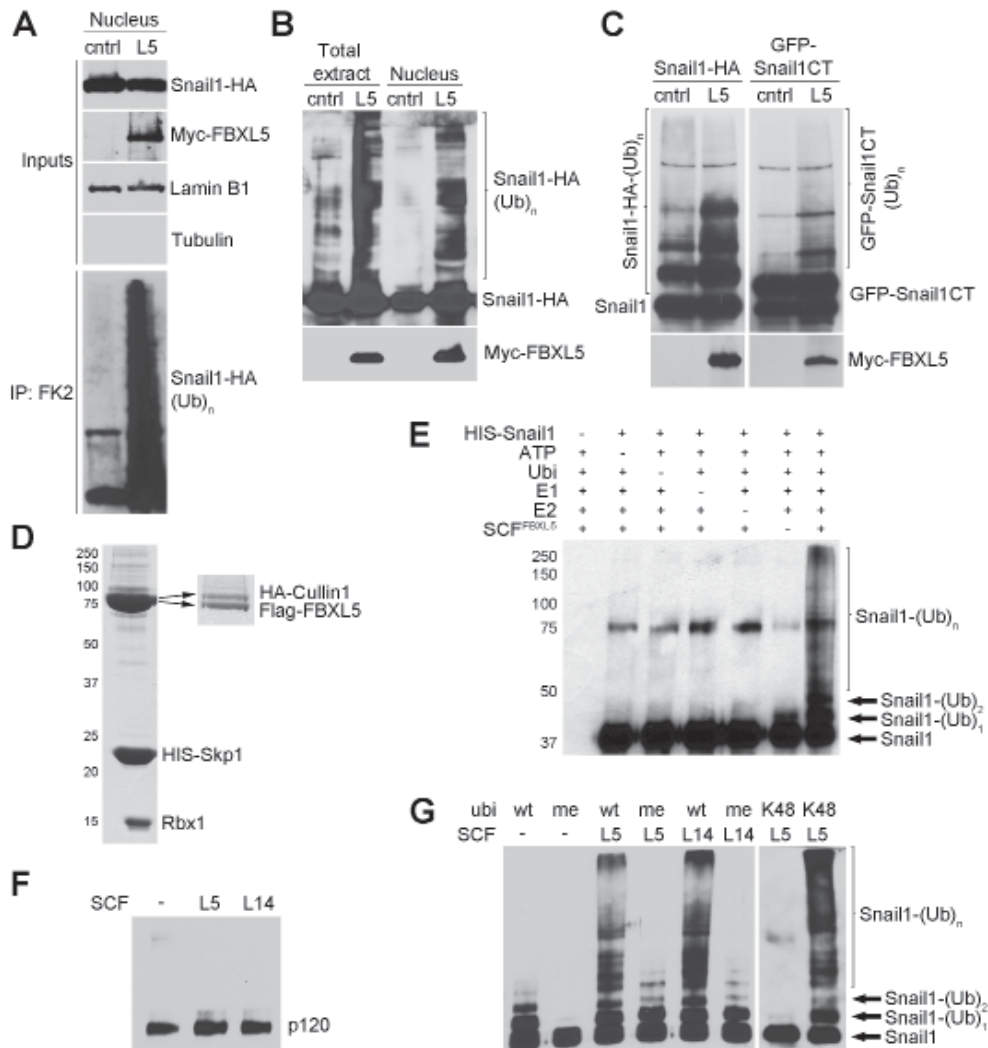 A
Nucleus
cntrl L5
Inputs
Snail1-HA
Myc-FBXL5
Lamin B1
Tubulin
IP: FK2
Snail1-HA
(Ub)n
B
Total
extract
Nucleus
cntrl L5 cntrl L5
Snail1-HA
(Ub)n
Snail1-HA
Myc-FBXL5
C
Snail1-HA
GFP-
Snail1CT
cntrl L5 cntrl L5
Snail1-HA-(Ub)n
Snail1
GFP-Snail1CT
(Ub)n
GFP-Snail1CT
Myc-FBXL5
D
250
150
100
75
50
37
25
20
15
HA-Cullin1
Flag-FBXL5
HIS-Skp1
Rbx1
E
HIS-Snail1 - + + + + + +
ATP + - + + + + +
Ubi + + - + + + +
E1 + + + - + + +
E2 + + + + - + +
SCFFBXL5 + + + + + - +
250
150
100
75
50
37
Snail1-(Ub)n
Snail1-(Ub)2
Snail1-(Ub)1
Snail1
F
SCF - L5 L14
p120
G
ubi wt me wt me wt me K48 K48
SCF - - L5 L5 L14 L14 L5 L5
Snail1-(Ub)n
Snail1-(Ub)2
Snail1-(Ub)1
Snail1